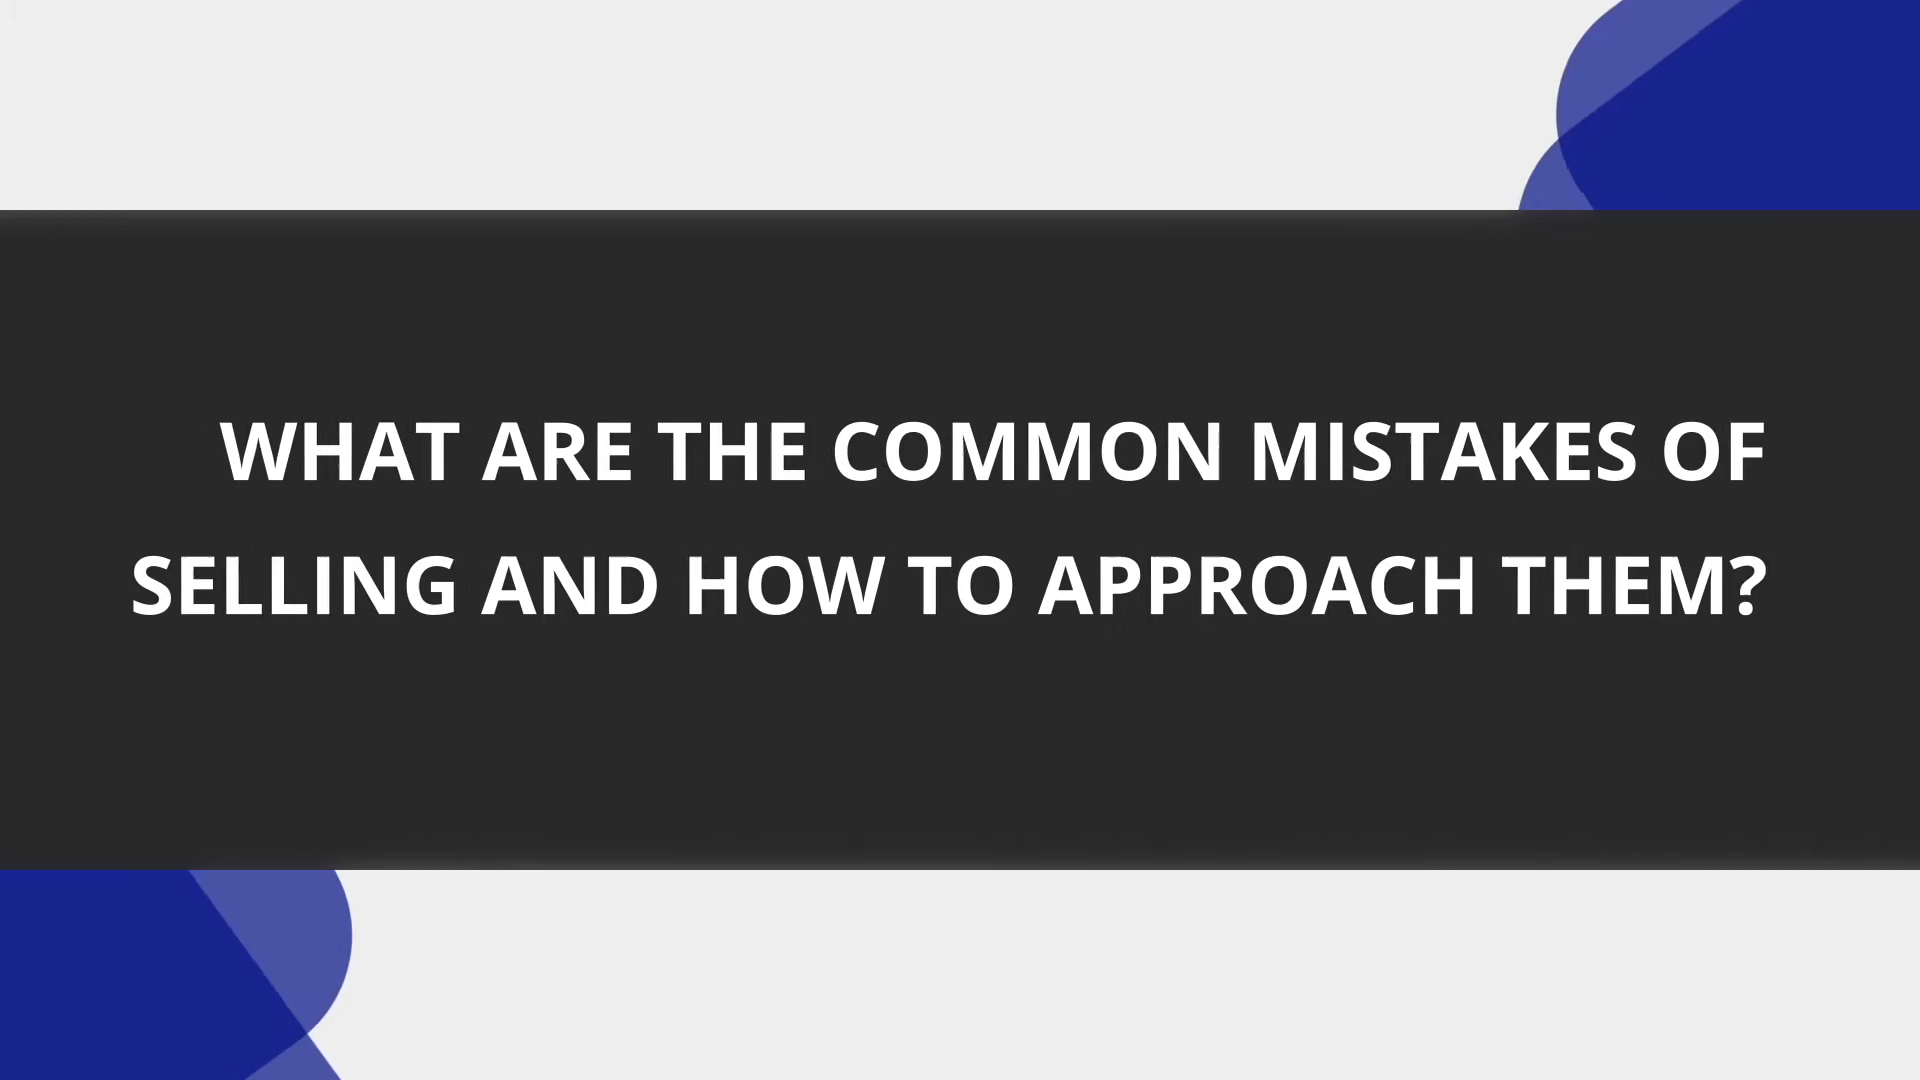 WHAT ARE THE COMMON MISTAKES OF
SELLING AND HOW TO APPROACH THEM?